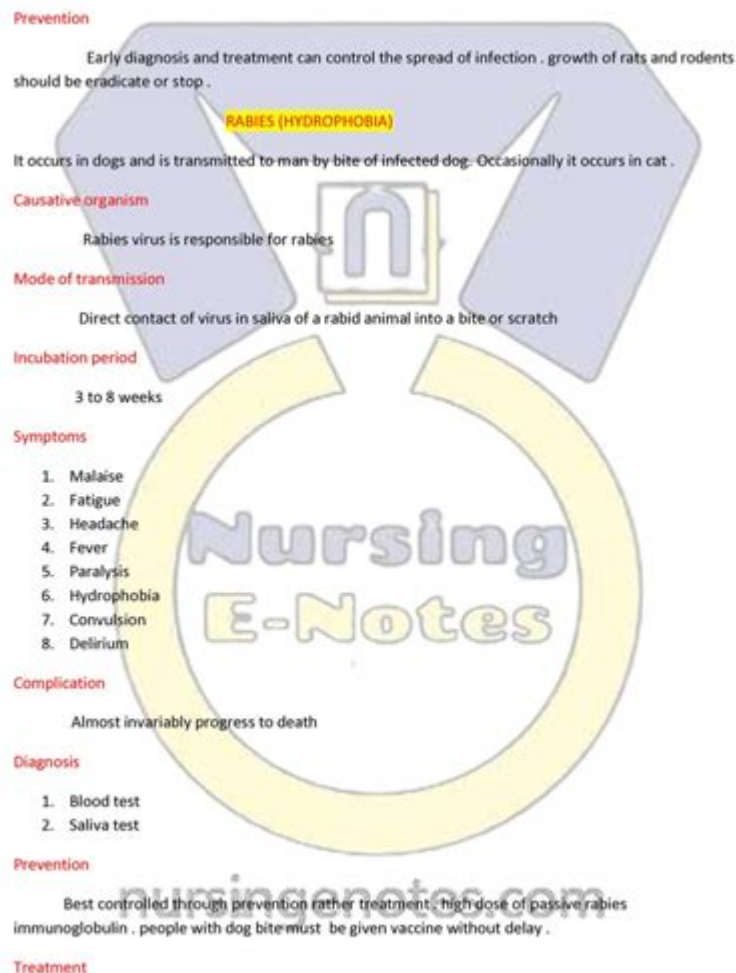 Prevention
Early diagnosis and treatment can control the spread of infection . growth of rats and rodents
should be eradicate or stop .
RABIES (HYDROPHOBIA)
It occurs in dogs and is transmitted to man by bite of infected dog. Occasionally it occurs in cat .
Causative organism
Rabies virus is responsible for rabies
Mode of transmission
Direct contact of virus in saliva of a rabid animal into a bite or scratch
Incubation period
3 to 8 weeks
Symptoms
1. Malaise
2. Fatigue
3. Headache
4. Fever
5. Paralysis
6. Hydrophobia
7. Convulsion
8. Delirium
Nursing
E-Notes
Complication
Almost invariably progress to death
Diagnosis
1. Blood test
2. Saliva test
Prevention
nursingenotes.com
Best controlled through prevention rather treatment . high dose of passive rabies
immunoglobulin . people with dog bite must be given vaccine without delay .
Treatment